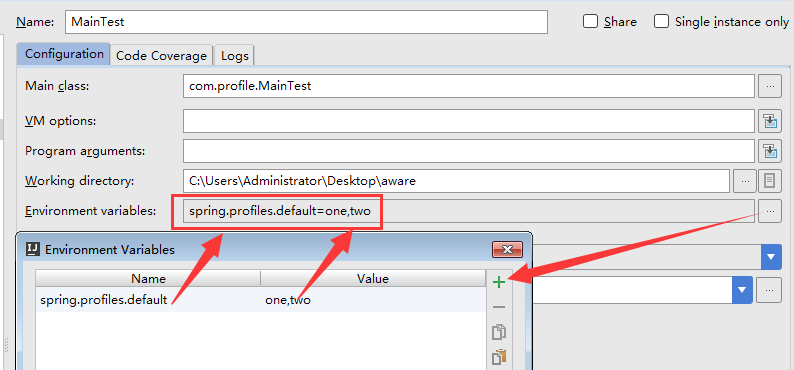 Name: MainTest Share Single instance only
Configuration Code Coverage Logs
Main class: com.profile.MainTest ...
VM options:
Program arguments:
Working directory: C:\Users\Administrator\Desktop\aware ...
Environment variables: spring.profiles.default=one,two ...
Environment Variables
Name Value
spring.profiles.default one,two
...